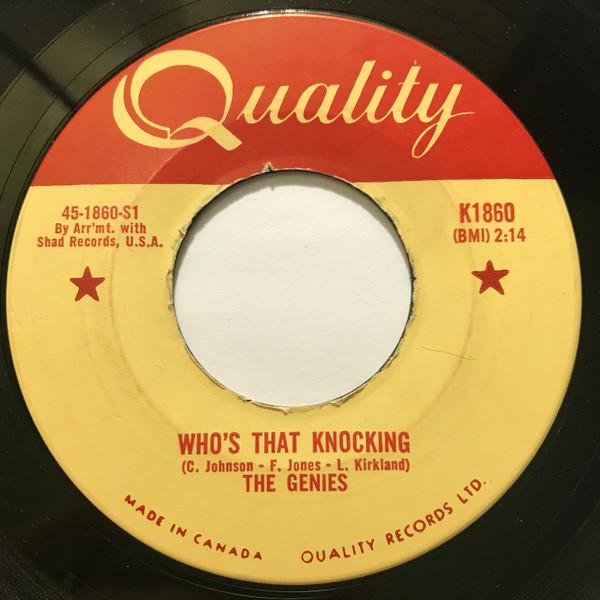 Quality
45-1860-S1
By Arr'mt. with
Shad Records, U.S.A.
K1860
(BMI) 2:14
WHO'S THAT KNOCKING
(C. Johnson - F. Jones - L. Kirkland)
THE GENIES
MADE IN CANADA
QUALITY RECORDS LTD.